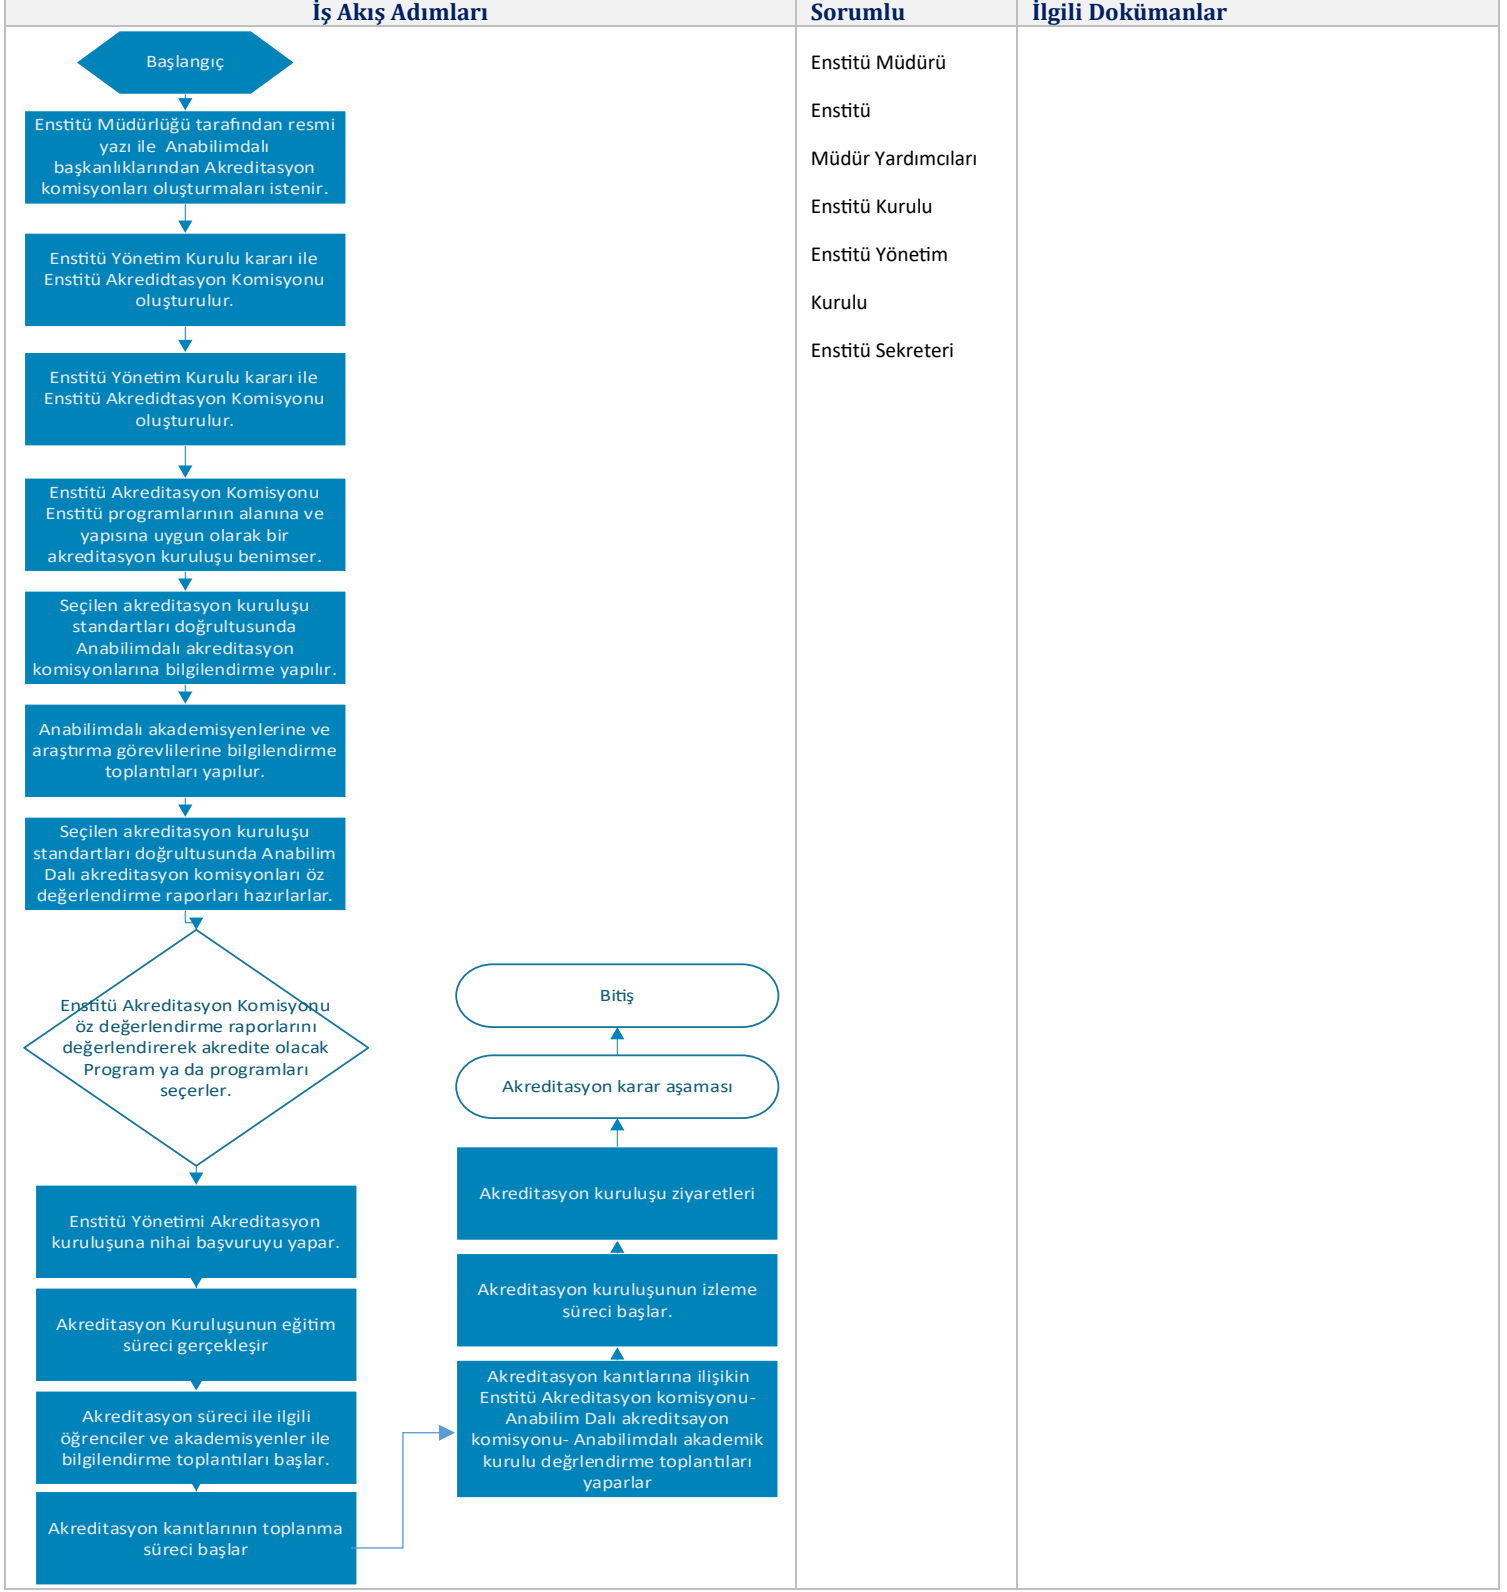 İş Akış Adımları
Sorumlu
İlgili Dokümanlar
Başlangıç
Enstitü Müdürlüğü tarafından resmi
yazı ile Anabilimdalı
başkanlıklarından Akreditasyon
komisyonları oluşturmaları istenir.
Enstitü Yönetim Kurulu kararı ile
Enstitü Akredidtasyon Komisyonu
oluşturulur.
Enstitü Yönetim Kurulu kararı ile
Enstitü Akredidtasyon Komisyonu
oluşturulur.
Enstitü Akreditasyon Komisyonu
Enstitü programlarının alanına ve
yapısına uygun olarak bir
akreditasyon kuruluşu benimser.
Seçilen akreditasyon kuruluşu
standartları doğrultusunda
Anabilimdalı akreditasyon
komisyonlarına bilgilendirme yapılır.
Anabilimdalı akademisyenlerine ve
araştırma görevlilerine bilgilendirme
toplantıları yapılur.
Seçilen akreditasyon kuruluşu
standartları doğrultusunda Anabilim
Dalı akreditasyon komisyonları öz
değerlendirme raporları hazırlarlar.
Enstitü Akreditasyon Komisyonu
öz değerlendirme raporlarını
değerlendirerek akredite olacak
Program ya da programları
seçerler.
Enstitü Yönetimi Akreditasyon
kuruluşuna nihai başvuruyu yapar.
Akreditasyon Kuruluşunun eğitim
süreci gerçekleşir
Akreditasyon süreci ile ilgili
öğrenciler ve akademisyenler ile
bilgilendirme toplantıları başlar.
Akreditasyon kanıtlarının toplanma
süreci başlar
Akreditasyon kanıtlarına ilişikin
Enstitü Akreditasyon komisyonu-
Anabilim Dalı akreditsayon
komisyonu- Anabilimdalı akademik
kurulu değrlendirme toplantıları
yaparlar
Akreditasyon kuruluşunun izleme
süreci başlar.
Akreditasyon kuruluşu ziyaretleri
Akreditasyon karar aşaması
Bitiş
Enstitü Müdürü
Enstitü
Müdür Yardımcıları
Enstitü Kurulu
Enstitü Yönetim
Kurulu
Enstitü Sekreteri